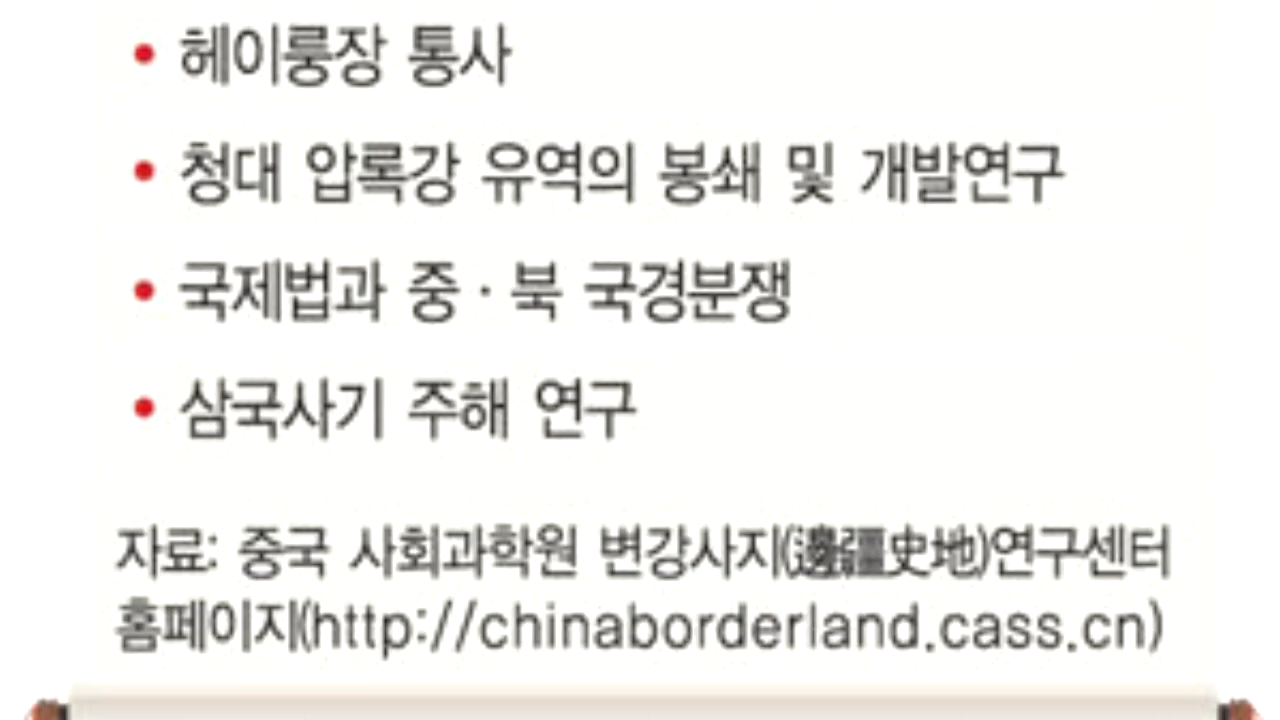 • 헤이룽장 통사
• 청대 압록강 유역의 봉쇄 및 개발연구
• 국제법과 중·북 국경분쟁
• 삼국사기 주해 연구
자료: 중국 사회과학원 변강사지(邊疆史地)연구센터
홈페이지(http://chinaborderland.cass.cn)